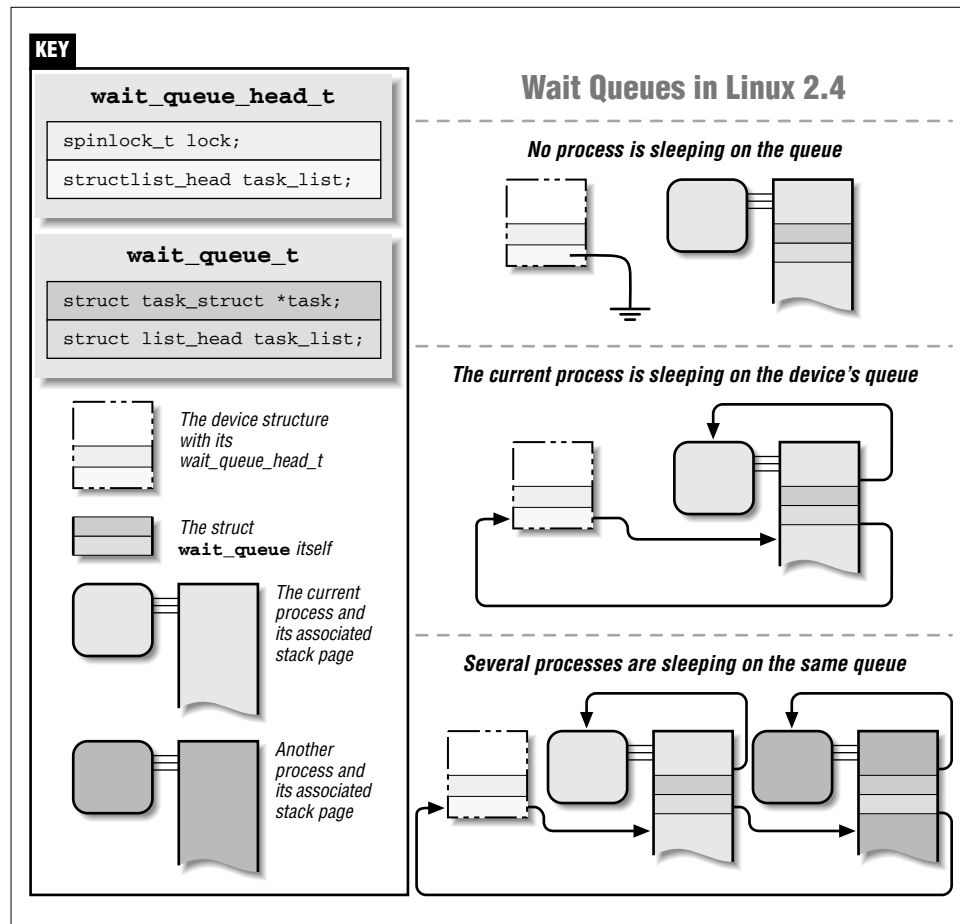 KEY
wait_queue_head_t
spinlock_t lock;
structlist_head task_list;
wait_queue_t
struct task_struct *task;
struct list_head task_list;
The device structure
with its
wait_queue_head_t
The struct
wait_queue itself
The current
process and
its associated
stack page
Another
process and
its associated
stack page
Wait Queues in Linux 2.4
No process is sleeping on the queue
The current process is sleeping on the device’s queue
Several processes are sleeping on the same queue